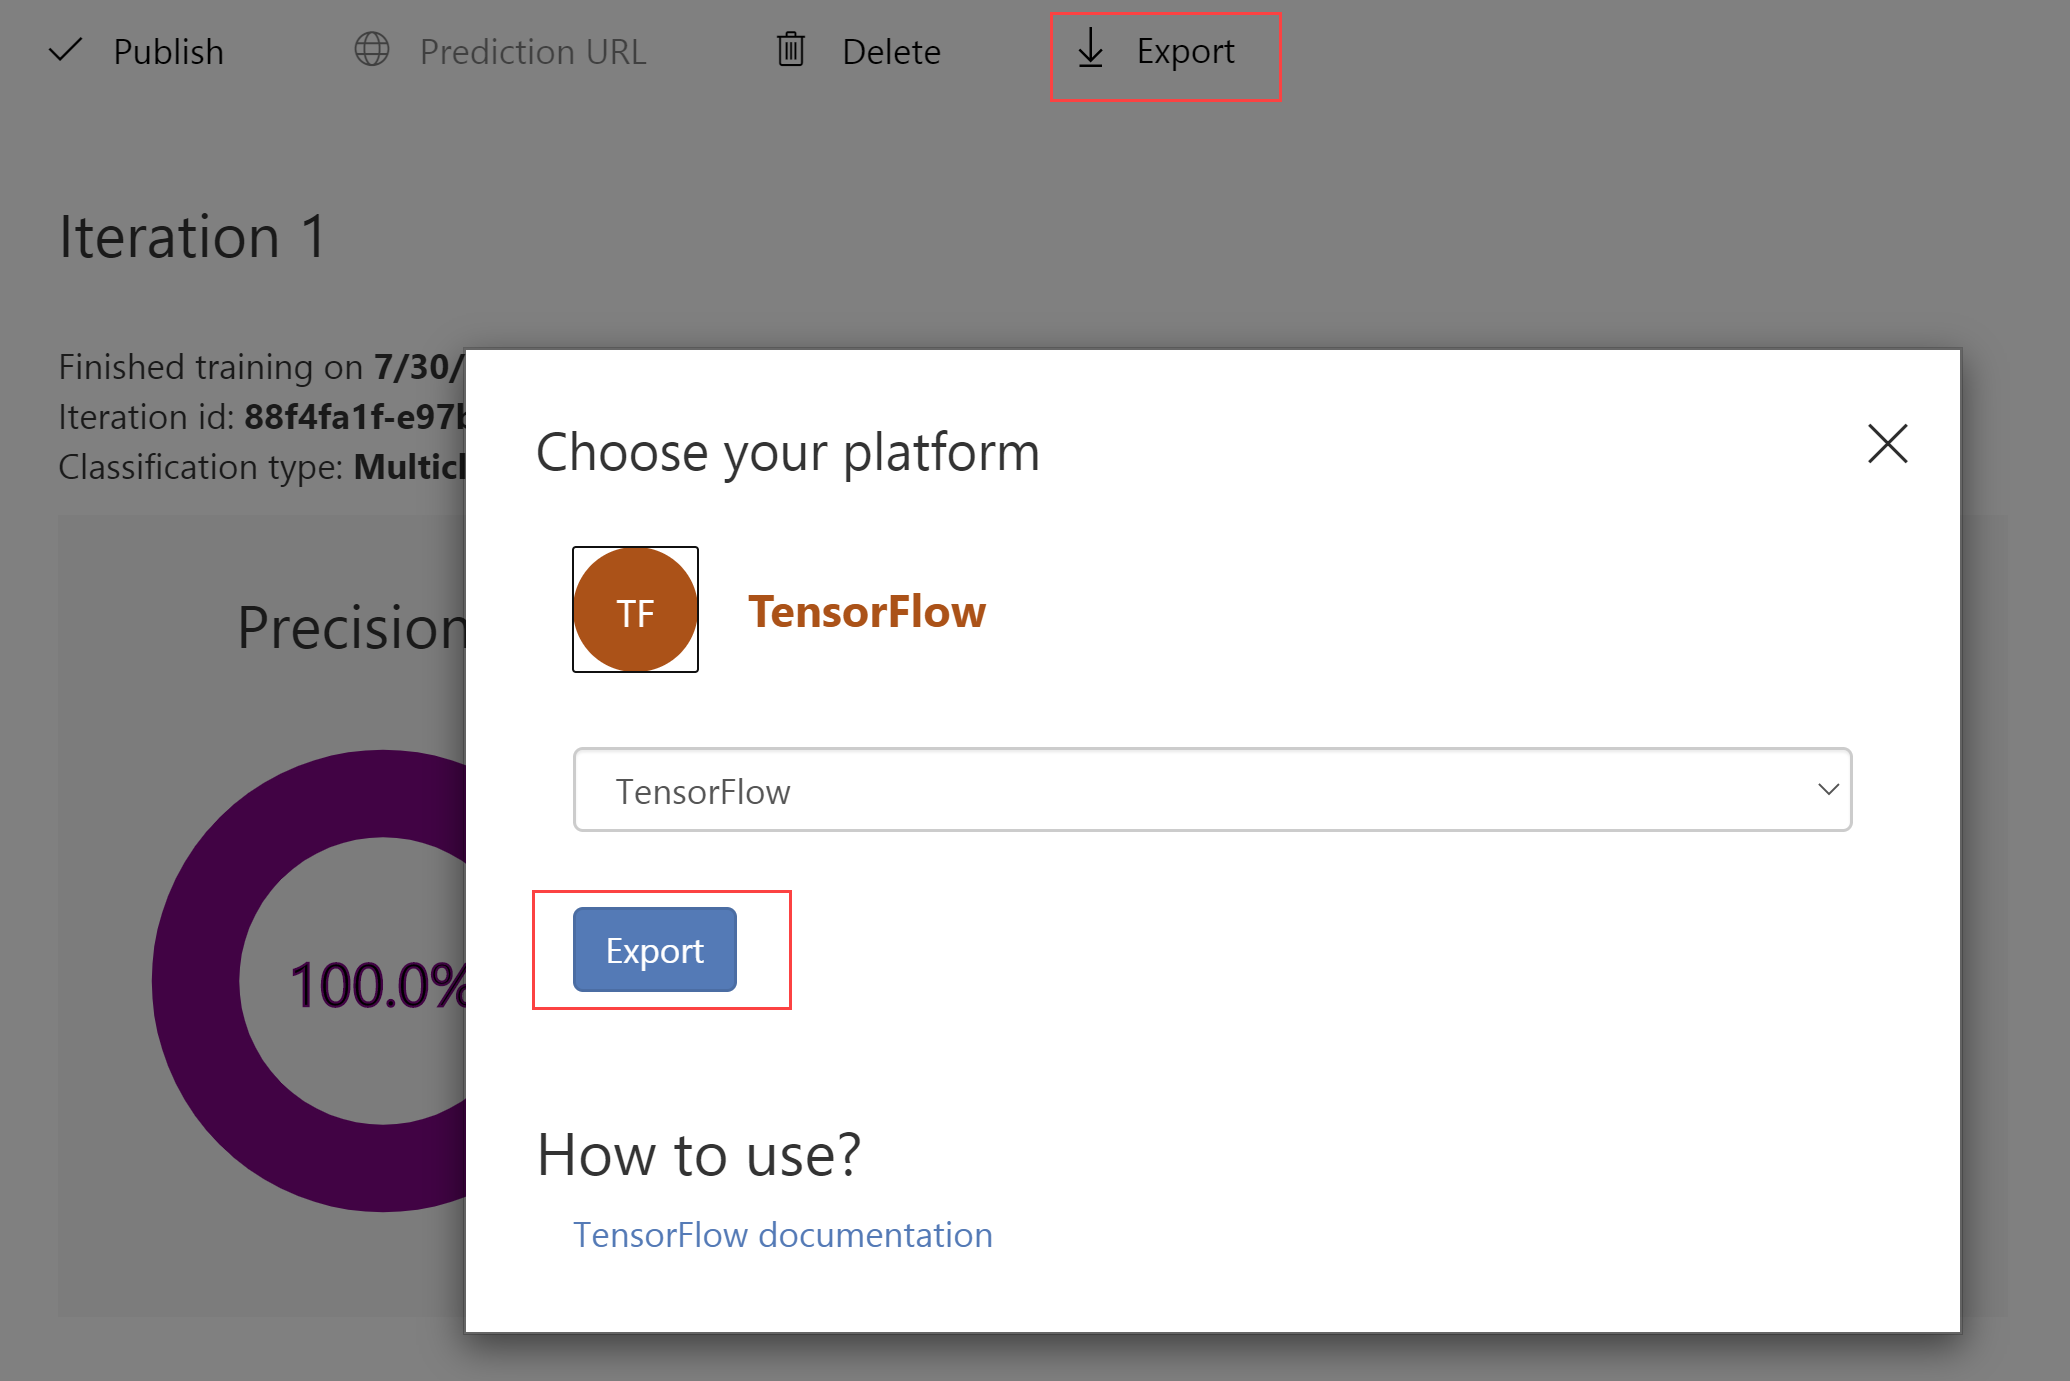 Publish
Prediction URL
Delete
Export
Iteration 1
Finished training on 7/30/
Iteration id: 88f4fa1f-e97b
Classification type: Multicl
Precision
100.0%
Choose your platform
TF
TensorFlow
TensorFlow
Export
How to use?
TensorFlow documentation